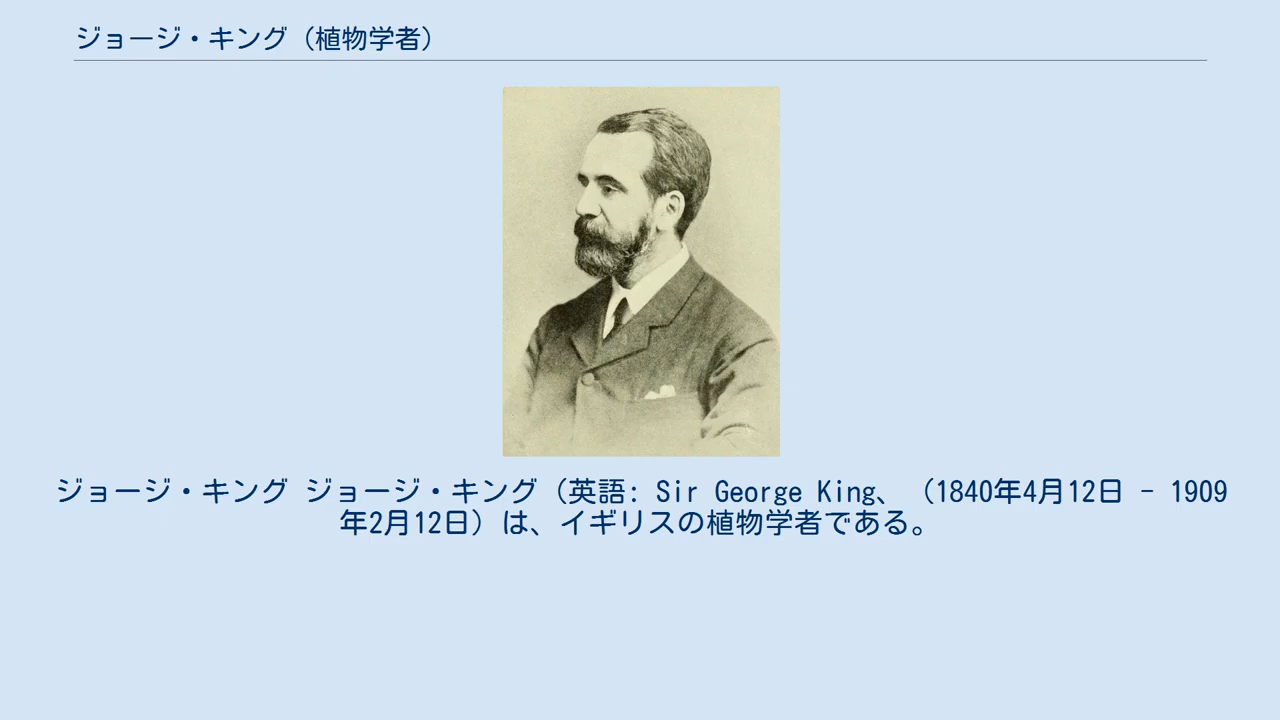 ジョージ・キング（植物学者）
ジョージ・キング ジョージ・キング（英語: Sir George King、（1840年4月12日 - 1909
年2月12日）は、イギリスの植物学者である。